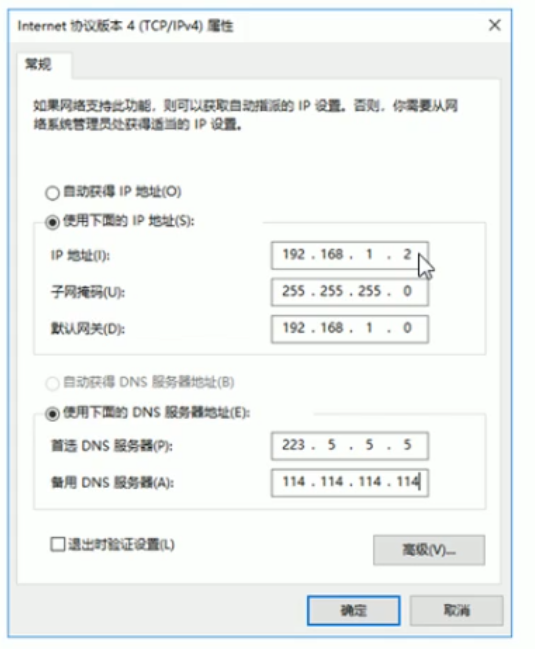 Internet 协议版本 4 (TCP/IPv4) 属性
常规
如果网络支持此功能，则可以获取自动指派的 IP 设置。否则，你需要从网
络系统管理员处获得适当的 IP 设置。
自动获得 IP 地址(O)
使用下面的 IP 地址(S):
IP 地址(I): 192 . 168 . 1 . 2
子网掩码(U): 255 . 255 . 255 . 0
默认网关(D): 192 . 168 . 1 . 0
自动获得 DNS 服务器地址(B)
使用下面的 DNS 服务器地址(E):
首选 DNS 服务器(P): 223 . 5 . 5 . 5
备用 DNS 服务器(A): 114 . 114 . 114 . 114
退出时验证设置(L)
高级(V)...
确定 取消